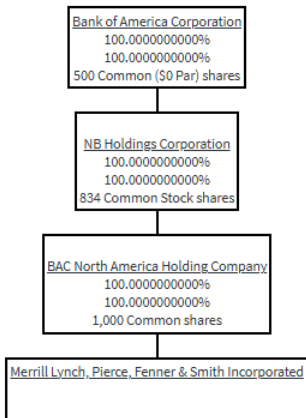 Bank of America Corporation
100.0000000000%
100.0000000000%
500 Common ($0 Par) shares
NB Holdings Corporation
100.0000000000%
100.0000000000%
834 Common Stock shares
BAC North America Holding Company
100.0000000000%
100.0000000000%
1,000 Common shares
Merrill Lynch, Pierce, Fenner & Smith Incorporated